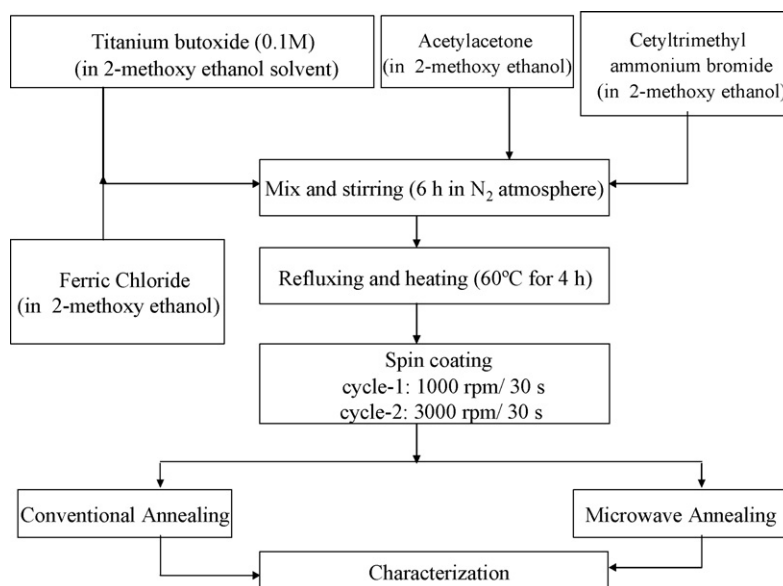 Titanium butoxide (0.1M)
(in 2-methoxy ethanol solvent)
Acetylacetone
(in 2-methoxy ethanol)
Cetyltrimethyl
ammonium bromide
(in 2-methoxy ethanol)
Mix and stirring (6 h in N₂ atmosphere)
Ferric Chloride
(in 2-methoxy ethanol)
Refluxing and heating (60ºC for 4 h)
Spin coating
cycle-1: 1000 rpm/ 30 s
cycle-2: 3000 rpm/ 30 s
Conventional Annealing
Microwave Annealing
Characterization